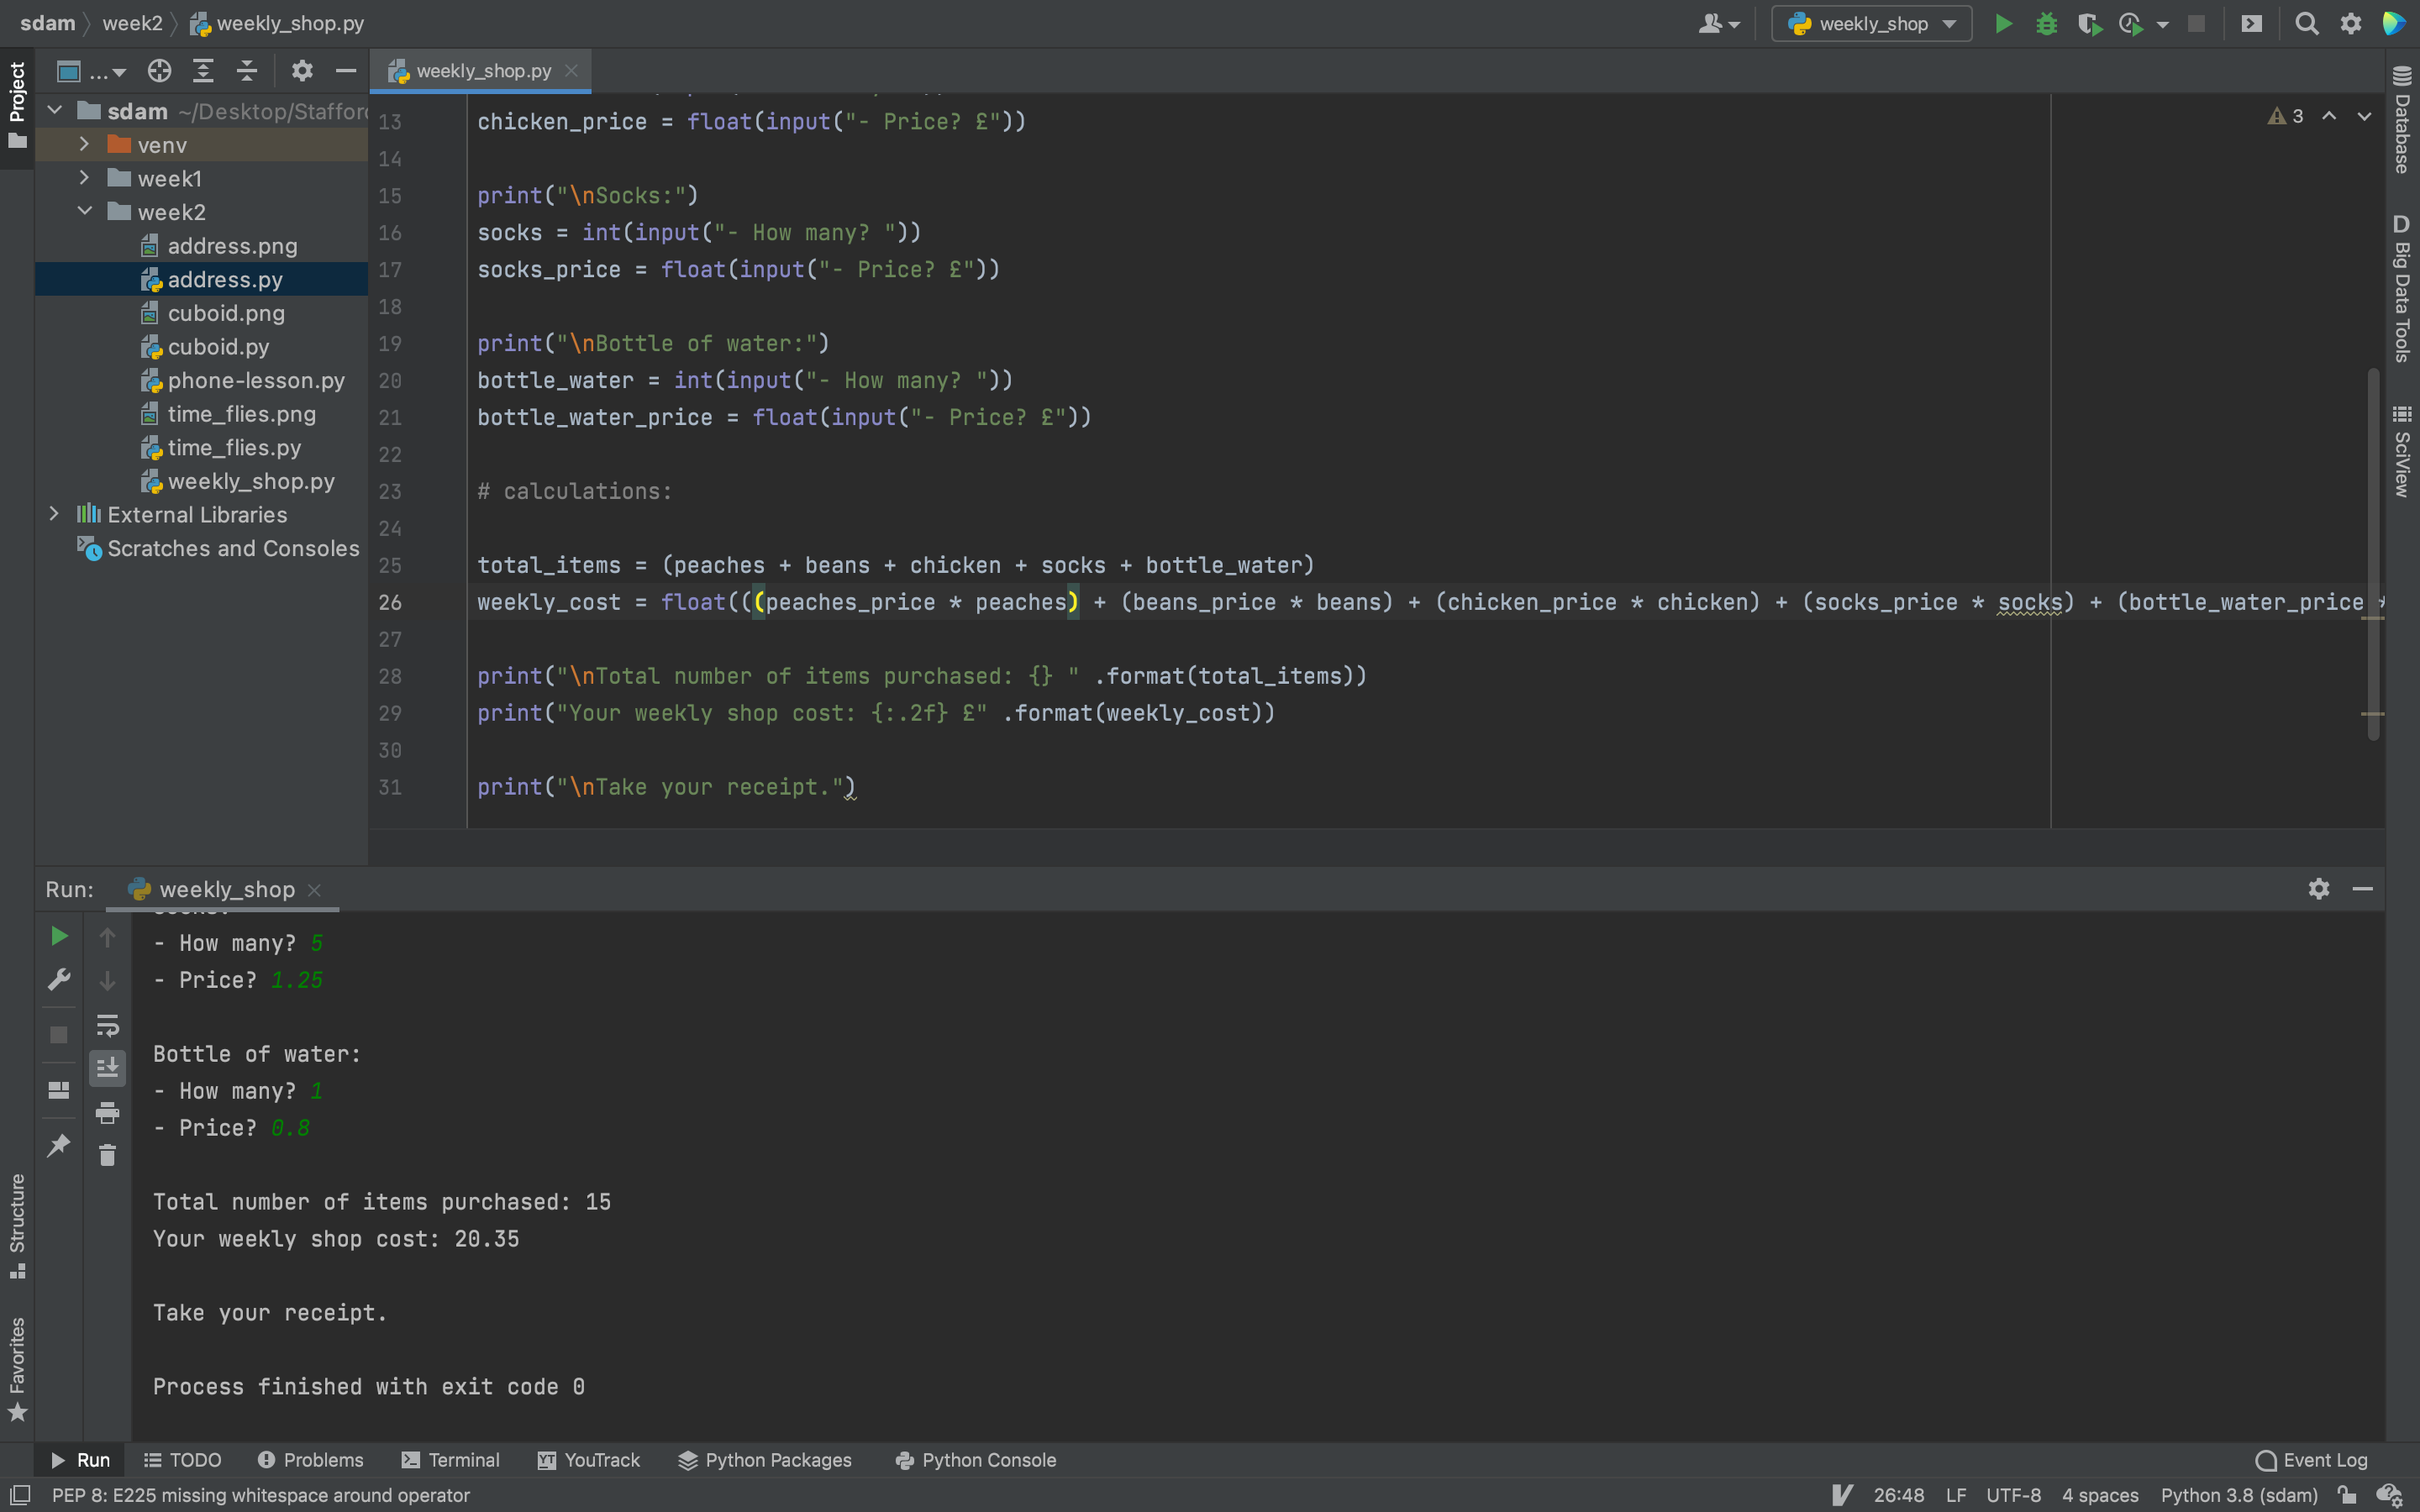 sdam
week2
weekly_shop.py
weekly_shop
Project
...
weekly_shop.py
sdam ~/Desktop/Staffor
venv
week1
week2
address.png
address.py
cuboid.png
cuboid.py
phone-lesson.py
time_flies.png
time_flies.py
weekly_shop.py
External Libraries
Scratches and Consoles
3
13 chicken_price = float(input("- Price? £"))
14
15 print("\nSocks:")
16 socks = int(input("- How many? "))
17 socks_price = float(input("- Price? £"))
18
19 print("\nBottle of water:")
20 bottle_water = int(input("- How many? "))
21 bottle_water_price = float(input("- Price? £"))
22
23 # calculations:
24
25 total_items = (peaches + beans + chicken + socks + bottle_water)
26 weekly_cost = float(((peaches_price * peaches) + (beans_price * beans) + (chicken_price * chicken) + (socks_price * socks) + (bottle_water_price *
27
28 print("\nTotal number of items purchased: {} " .format(total_items))
29 print("Your weekly shop cost: {:.2f} £" .format(weekly_cost))
30
31 print("\nTake your receipt.")
Database
D Big Data Tools
SciView
Run:
weekly_shop
- How many? 5
- Price? 1.25
Bottle of water:
- How many? 1
- Price? 0.8
Total number of items purchased: 15
Your weekly shop cost: 20.35
Take your receipt.
Process finished with exit code 0
Structure
Favorites
Run
TODO
Problems
Terminal
YT YouTrack
Python Packages
Python Console
Event Log
PEP 8: E225 missing whitespace around operator
26:48
LF
UTF-8
4 spaces
Python 3.8 (sdam)